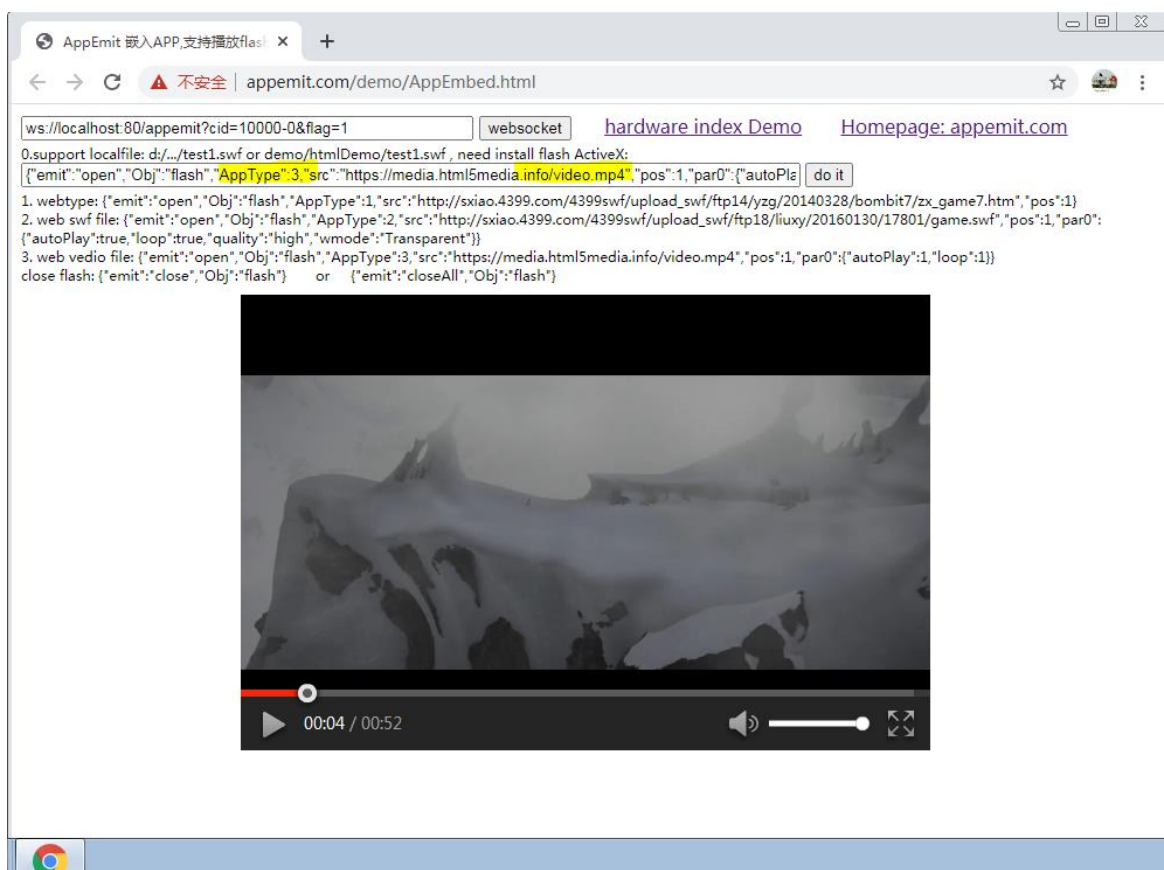 AppEmit 嵌入APP,支持播放flas
不安全 | appemit.com/demo/AppEmbed.html
ws://localhost:80/appemit?cid=10000-0&flag=1 websocket hardware index Demo Homepage: appemit.com
0.support localfile: d:/.../test1.swf or demo/htmlDemo/test1.swf , need install flash ActiveX:
{"emit":"open","Obj":"flash","AppType":3,"src":"https://media.html5media.info/video.mp4","pos":1,"par0":{"autoPla do it
1. webtype: {"emit":"open","Obj":"flash","AppType":1,"src":"http://sxiao.4399.com/4399swf/upload_swf/ftp14/yzg/20140328/bombit7/zx_game7.htm","pos":1}
2. web swf file: {"emit":"open","Obj":"flash","AppType":2,"src":"http://sxiao.4399.com/4399swf/upload_swf/ftp18/liuxy/20160130/17801/game.swf","pos":1,"par0":
{"autoPlay":true,"loop":true,"quality":"high","wmode":"Transparent"}}
3. web vedio file: {"emit":"open","Obj":"flash","AppType":3,"src":"https://media.html5media.info/video.mp4","pos":1,"par0":{"autoPlay":1,"loop":1}}
close flash: {"emit":"close","Obj":"flash"} or {"emit":"closeAll","Obj":"flash"}
00:04 / 00:52